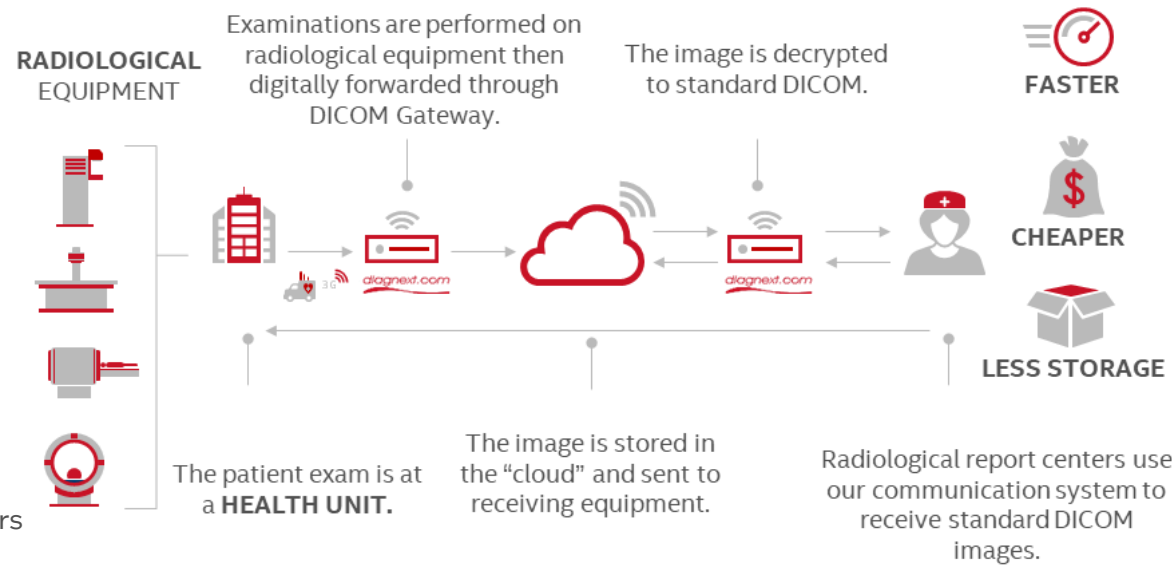 RADIOLOGICAL
EQUIPMENT
Examinations are performed on
radiological equipment then
digitally forwarded through
DICOM Gateway.
The image is decrypted
to standard DICOM.
FASTER
$
CHEAPER
LESS STORAGE
3G
diagnext.com
diagnext.com
The patient exam is at
a HEALTH UNIT.
The image is stored in
the “cloud” and sent to
receiving equipment.
Radiological report centers use
our communication system to
receive standard DICOM
images.
rs